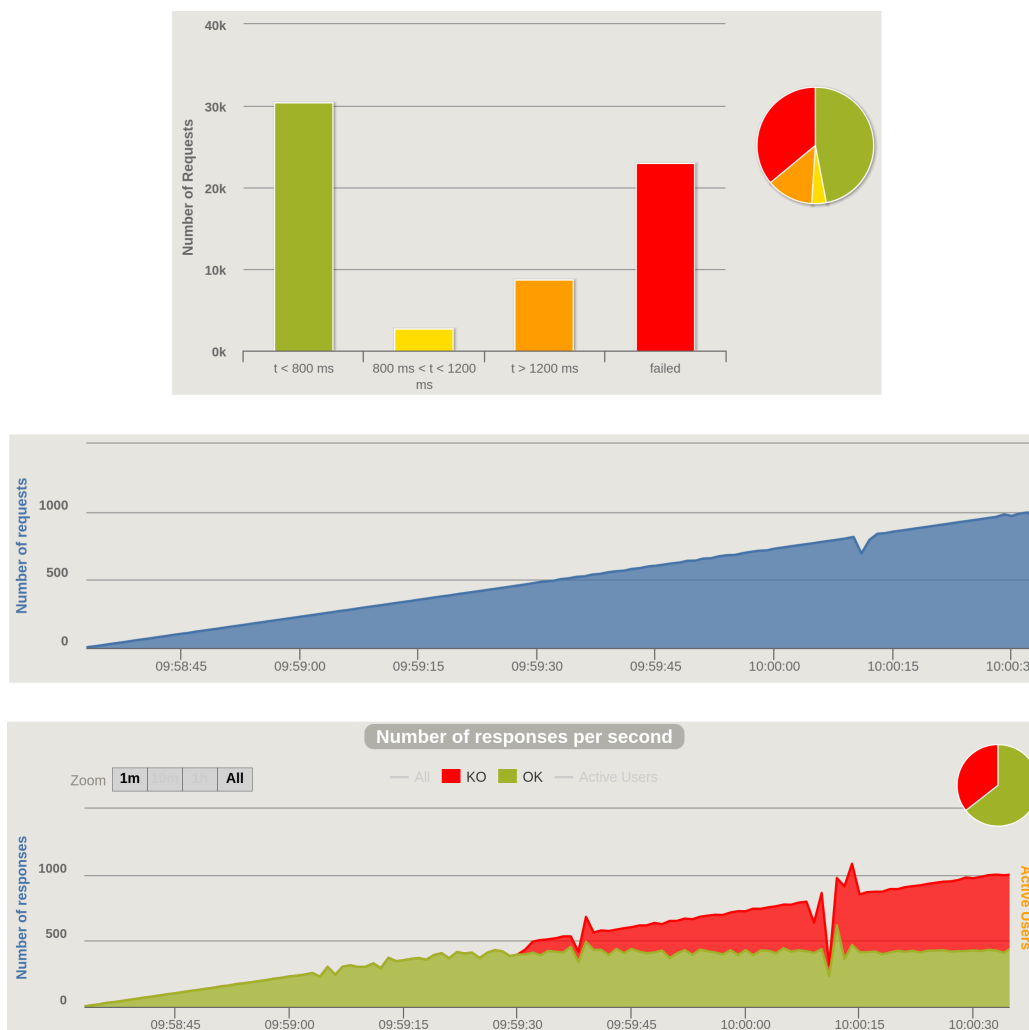 40k
30k
20k
10k
0k
Number of Requests
t < 800 ms
800 ms < t < 1200
ms
t > 1200 ms
failed
Number of requests
1000
500
0
09:58:45
09:59:00
09:59:15
09:59:30
09:59:45
10:00:00
10:00:15
10:00:3
Number of responses per second
Zoom
1m
10m
1h
All
All
KO
OK
Active Users
Number of responses
1000
500
0
Active Users
09:58:45
09:59:00
09:59:15
09:59:30
09:59:45
10:00:00
10:00:15
10:00:30